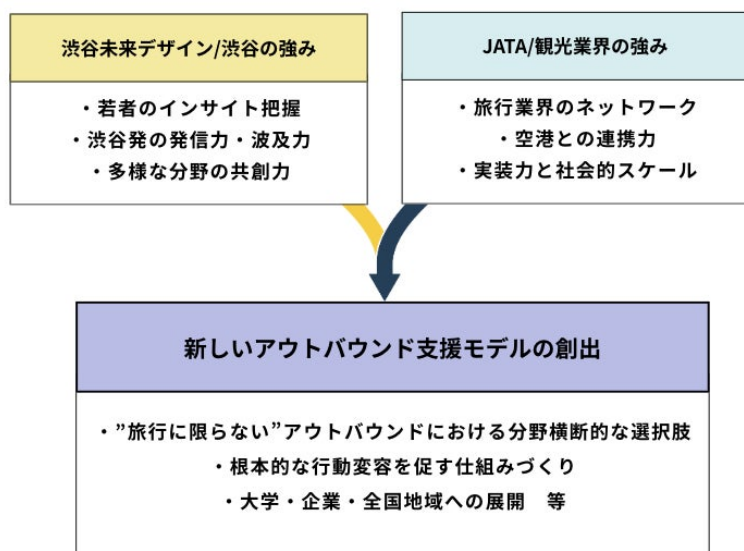 渋谷未来デザイン/渋谷の強み
・若者のインサイト把握
・渋谷発の発信力・波及力
・多様な分野の共創力
JATA/観光業界の強み
・旅行業界のネットワーク
・空港との連携力
・実装力と社会的スケール
新しいアウトバウンド支援モデルの創出
・”旅行に限らない”アウトバウンドにおける分野横断的な選択肢
・根本的な行動変容を促す仕組みづくり
・大学・企業・全国地域への展開　等